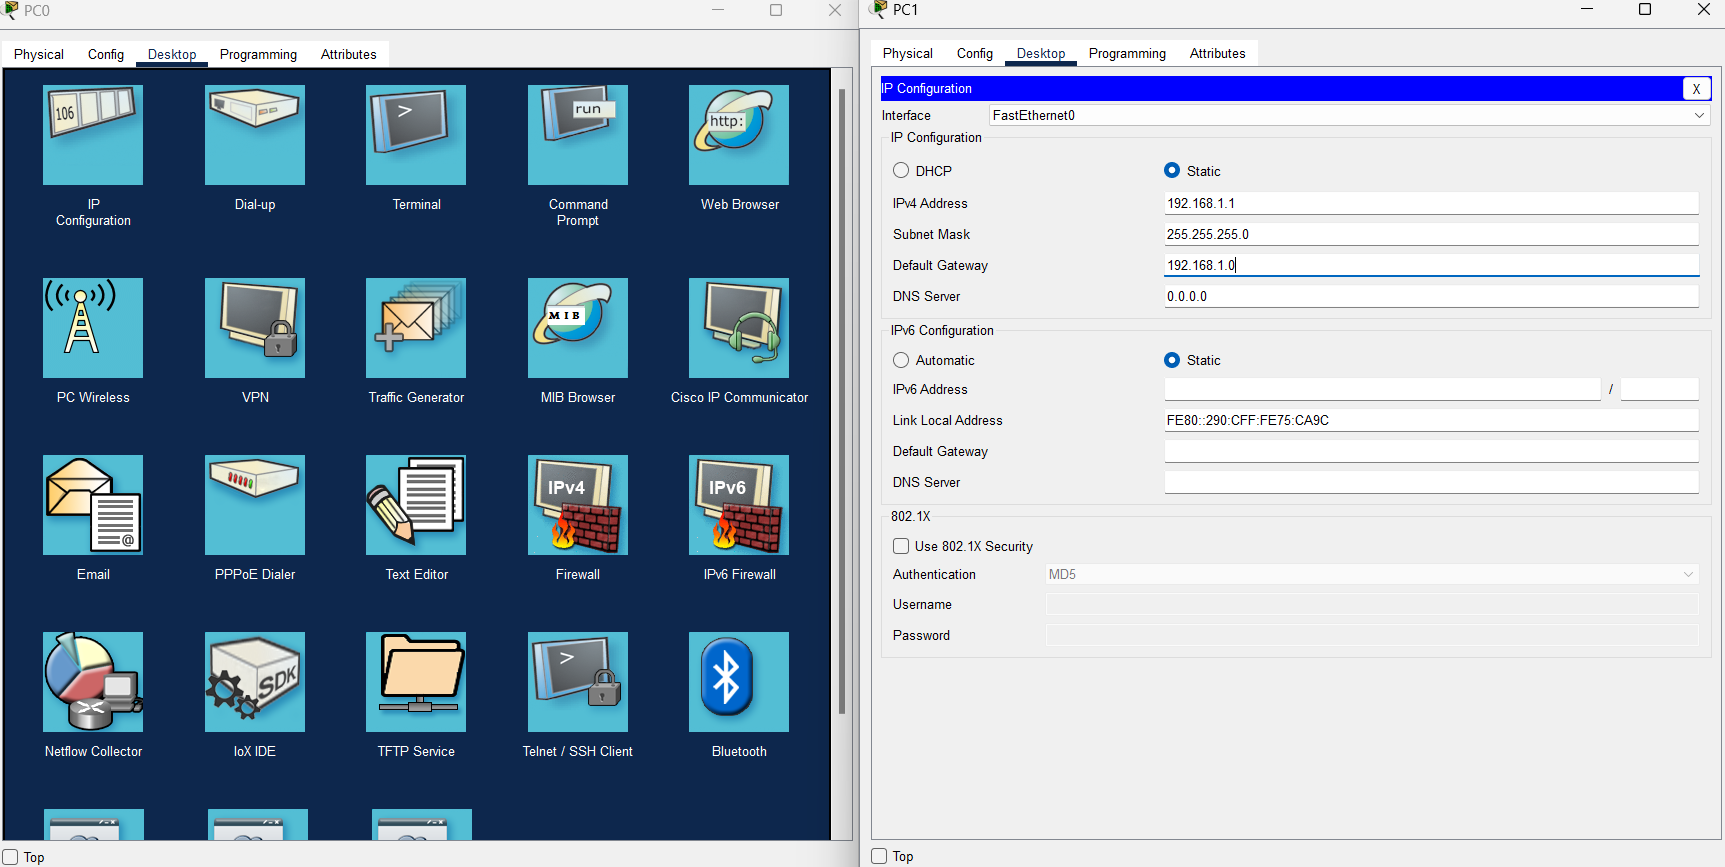 PC0
Physical Config Desktop Programming Attributes
106
>
run
http:
IP
Configuration
Dial-up
Terminal
Command
Prompt
Web Browser
MIB
PC Wireless
VPN
Traffic Generator
MIB Browser
Cisco IP Communicator
@
IPv4
IPv6
Email
PPPoE Dialer
Text Editor
Firewall
IPv6 Firewall
SDK
>
Netflow Collector
IoX IDE
TFTP Service
Telnet / SSH Client
Bluetooth
Top
PC1
Physical Config Desktop Programming Attributes
IP Configuration X
Interface FastEthernet0
IP Configuration
DHCP Static
IPv4 Address 192.168.1.1
Subnet Mask 255.255.255.0
Default Gateway 192.168.1.0
DNS Server 0.0.0.0
IPv6 Configuration
Automatic Static
IPv6 Address /
Link Local Address FE80::290:CFF:FE75:CA9C
Default Gateway
DNS Server
802.1X
Use 802.1X Security
Authentication MD5
Username
Password
Top